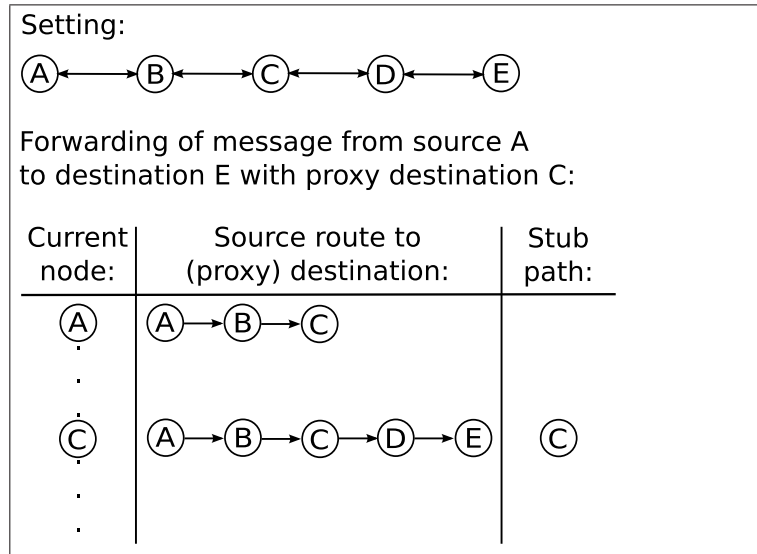 Setting:
A B C D E
Forwarding of message from source A
to destination E with proxy destination C:
Current Source route to Stub
node: (proxy) destination: path:
A A B C
C A B C D E C